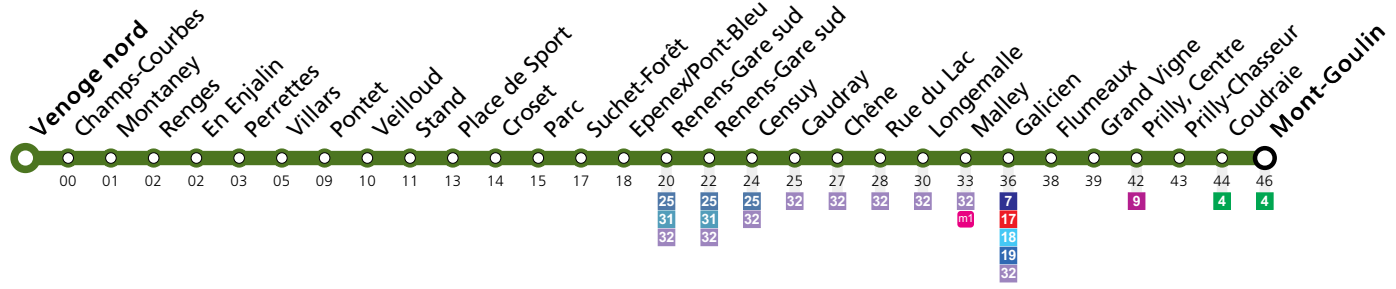 Venoge nord
Champs-Courbes
Montaney
Renges
En Enjalin
Perrettes
Villars
Pontet
Veilloud
Stand
Place de Sport
Croset
Parc
Suchet-Forêt
Epenex/Pont-Bleu
Renens-Gare sud
Renens-Gare sud
Censuy
Caudray
Chêne
Rue du Lac
Longemalle
Malley
Galicien
Flumeaux
Grand Vigne
Prilly, Centre
Prilly-Chasseur
Coudraie
Mont-Goulin
00 01 02 02 03 05 09 10 11 13 14 15 17 18 20 22 24 25 27 28 30 33 36 38 39 42 43 44 46
25 25 25 32 32 32 32 32 7 9 4 4
31 31 32 m1 17
32 32 18
19
32